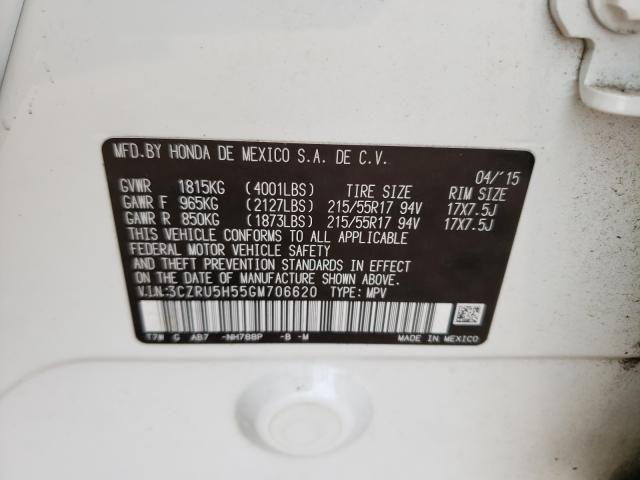 MFD.BY HONDA DE MEXICO S.A. DE C.V.
04/'15
GVWR 1815KG (4001LBS) TIRE SIZE RIM SIZE
GAWR F 965KG (2127LBS) 215/55R17 94V 17X7.5J
GAWR R 850KG (1873LBS) 215/55R17 94V 17X7.5J
THIS VEHICLE CONFORMS TO ALL APPLICABLE
FEDERAL MOTOR VEHICLE SAFETY
AND THEFT PREVENTION STANDARDS IN EFFECT
ON THE DATE OF MANUFACTURE SHOWN ABOVE.
V.I.N:3CZRU5H55GM706620 TYPE: MPV
T7W G AB7 -NH788P -B -M MADE IN MEXICO